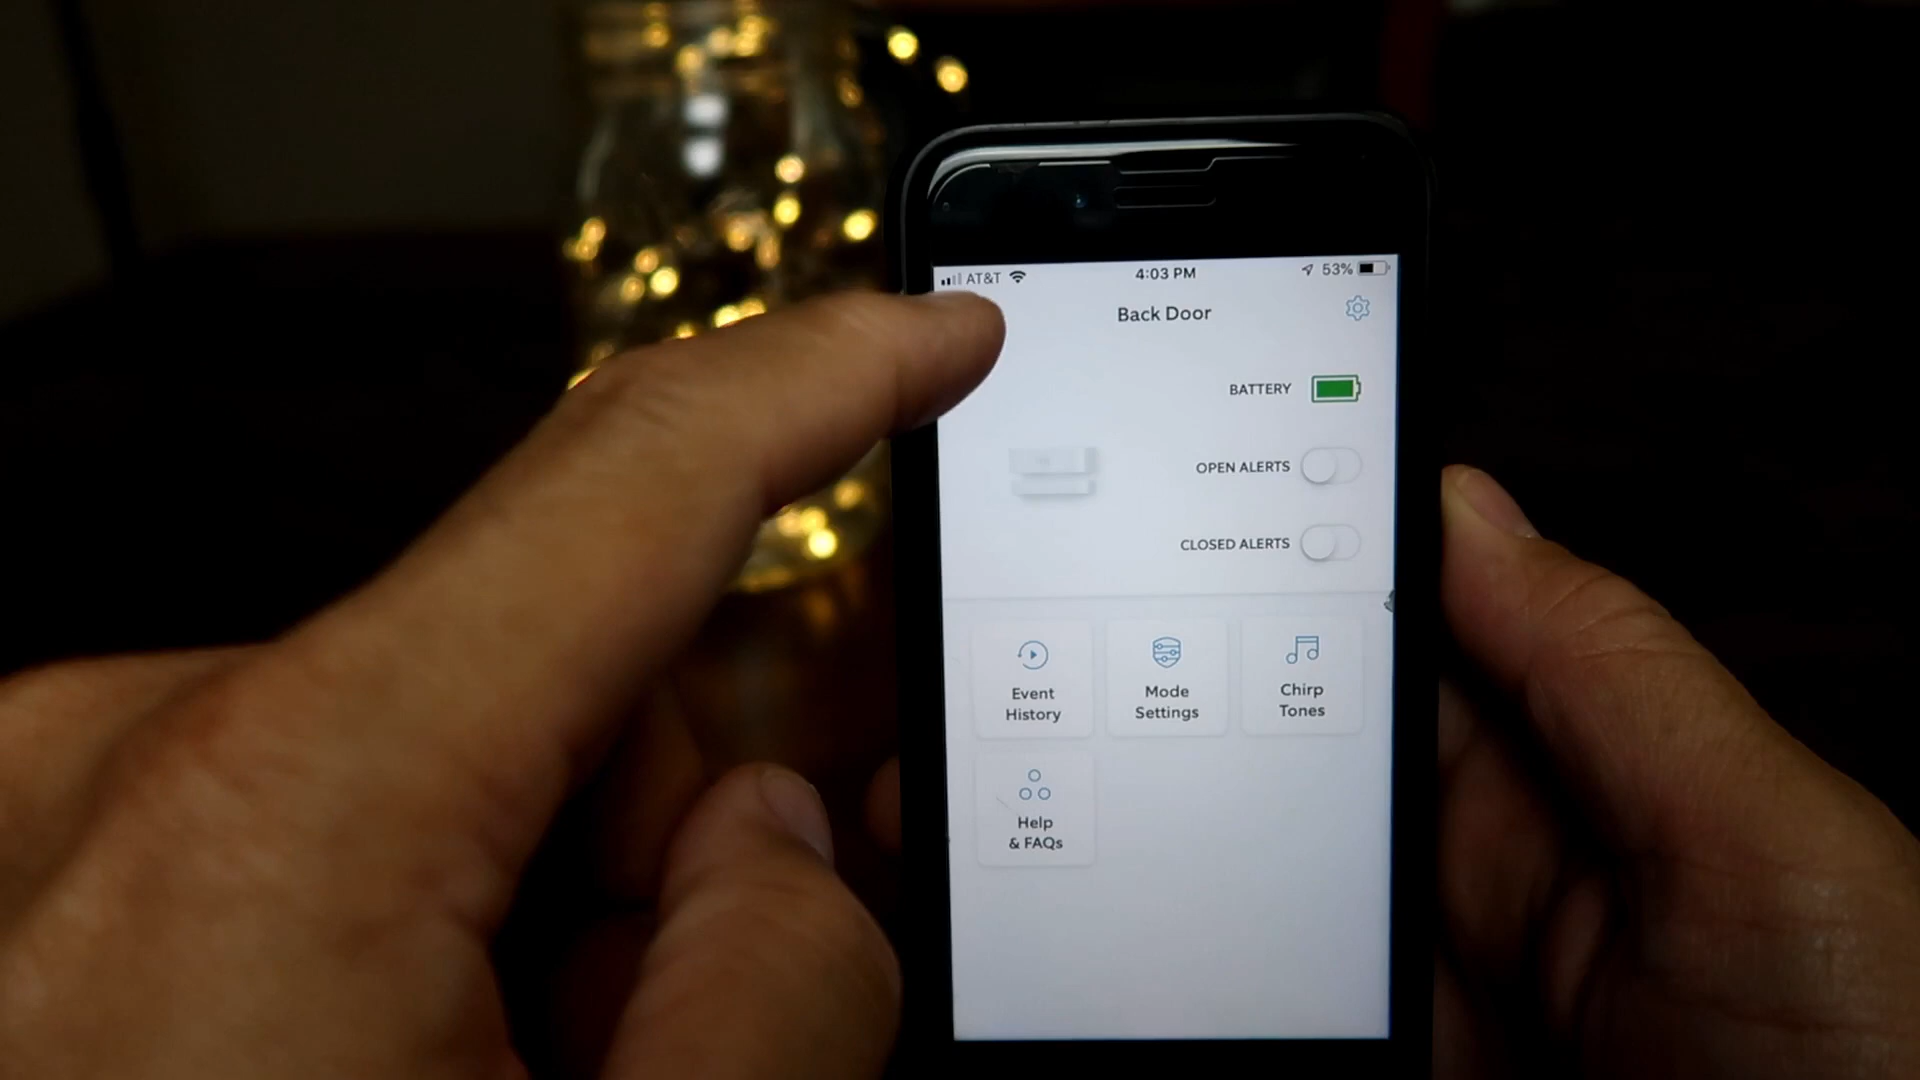 AT&T
4:03 PM
53%
Back Door
BATTERY
OPEN ALERTS
CLOSED ALERTS
Event
History
Mode
Settings
Chirp
Tones
Help
& FAQs